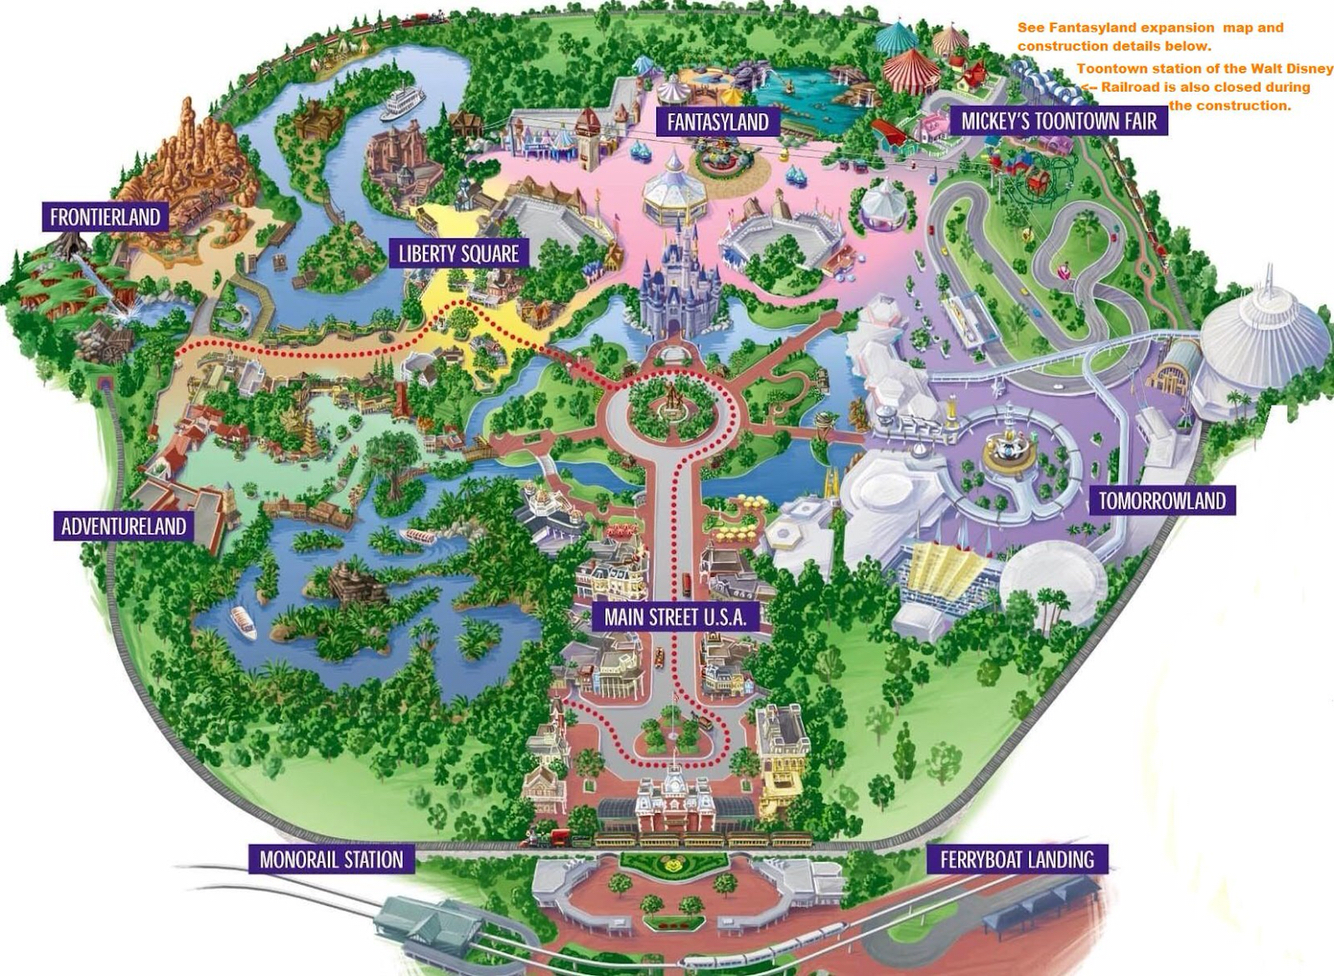 See Fantasyland expansion map and
construction details below.
Toontown station of the Walt Disney
<-- Railroad is also closed during
the construction.
FANTASYLAND
MICKEY'S TOONTOWN FAIR
FRONTIERLAND
LIBERTY SQUARE
TOMORROWLAND
ADVENTURELAND
MAIN STREET U.S.A.
MONORAIL STATION
FERRYBOAT LANDING